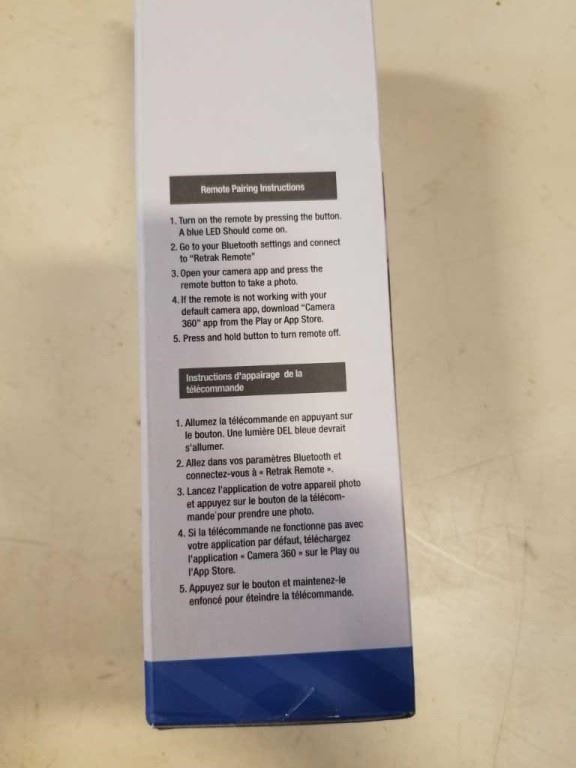 Remote Pairing Instructions
1. Turn on the remote by pressing the button.
A blue LED Should come on.
2. Go to your Bluetooth settings and connect
to "Retrak Remote"
3. Open your camera app and press the
remote button to take a photo.
4. If the remote is not working with your
default camera app, download "Camera
360" app from the Play or App Store.
5. Press and hold button to turn remote off.
Instructions d'appairage de la
télécommande
1. Allumez la télécommande en appuyant sur
le bouton. Une lumière DEL bleue devrait
s'allumer.
2. Allez dans vos paramètres Bluetooth et
connectez-vous à « Retrak Remote ».
3. Lancez l'application de votre appareil photo
et appuyez sur le bouton de la télécom-
mande pour prendre une photo.
4. Si la télécommande ne fonctionne pas avec
votre application par défaut, téléchargez
l'application « Camera 360 » sur le Play ou
l'App Store.
5. Appuyez sur le bouton et maintenez-le
enfoncé pour éteindre la télécommande.